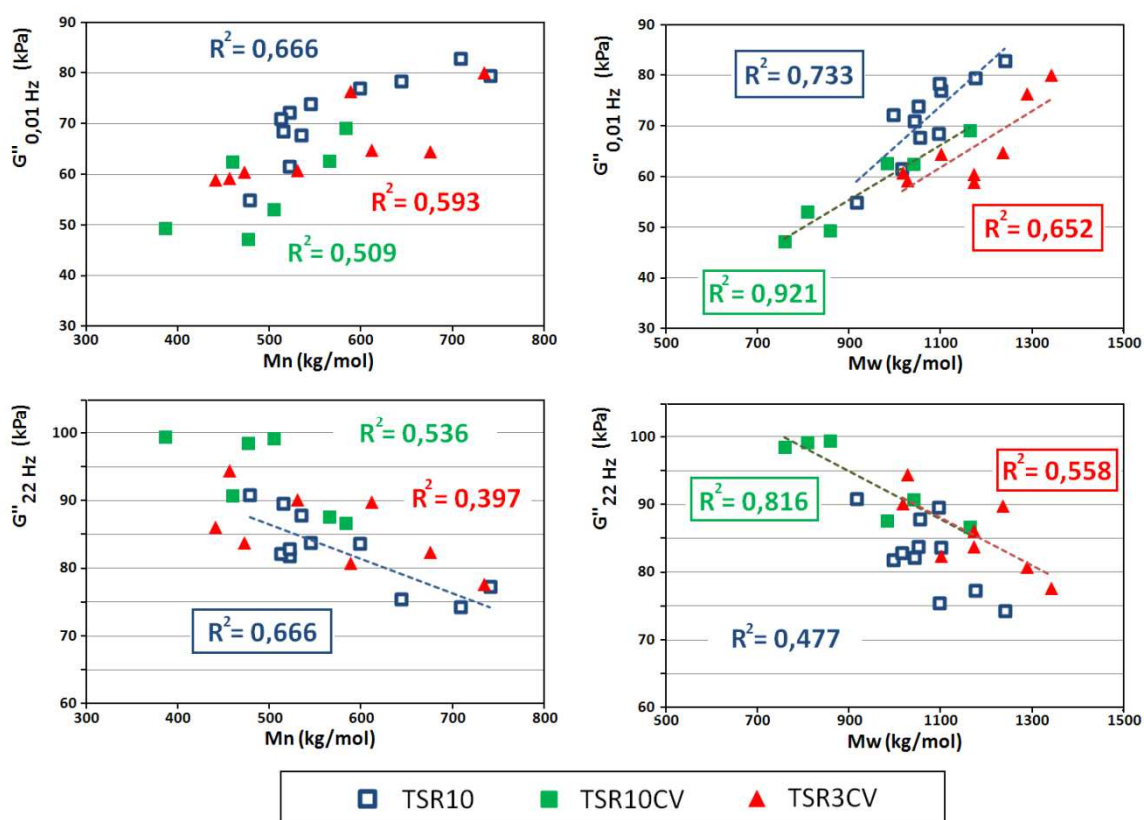 G''0,01 Hz (kPa)
90
80
70
60
50
40
30
R2 = 0,666
R2 = 0,593
R2 = 0,509
300 400 500 600 700 800
Mn (kg/mol)
G''0,01 Hz (kPa)
90
80
70
60
50
40
30
R2 = 0,733
R2 = 0,652
R2 = 0,921
500 700 900 1100 1300 1500
Mw (kg/mol)
G''22 Hz (kPa)
100
90
80
70
60
R2 = 0,536
R2 = 0,397
R2 = 0,666
300 400 500 600 700 800
Mn (kg/mol)
G''22 Hz (kPa)
100
90
80
70
60
R2 = 0,558
R2 = 0,816
R2 = 0,477
500 700 900 1100 1300 1500
Mw (kg/mol)
TSR10 TSR10CV TSR3CV